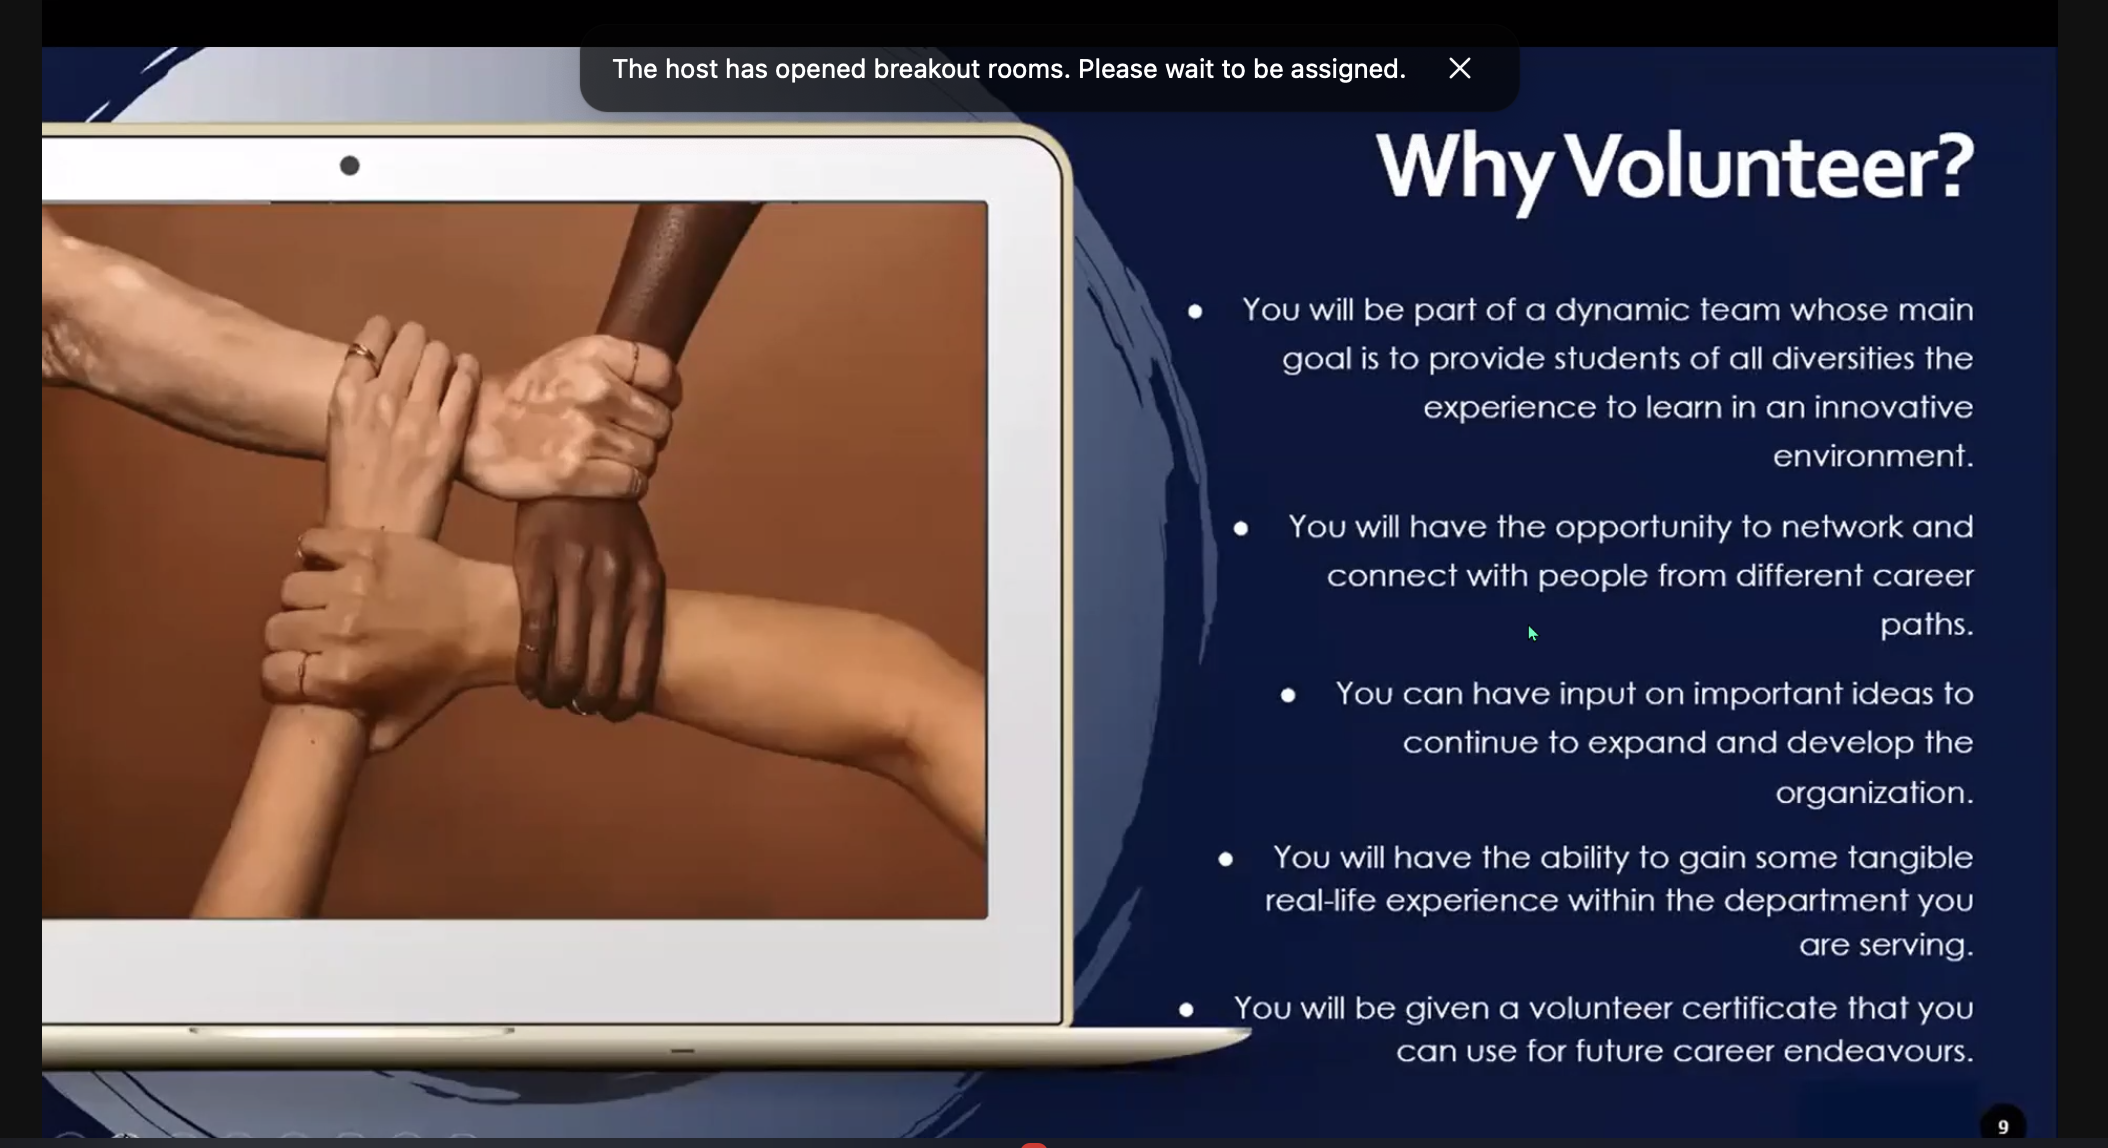 The host has opened breakout rooms. Please wait to be assigned.
Why Volunteer?
● You will be part of a dynamic team whose main
goal is to provide students of all diversities the
experience to learn in an innovative
environment.
● You will have the opportunity to network and
connect with people from different career
paths.
● You can have input on important ideas to
continue to expand and develop the
organization.
● You will have the ability to gain some tangible
real-life experience within the department you
are serving.
● You will be given a volunteer certificate that you
can use for future career endeavours.
9